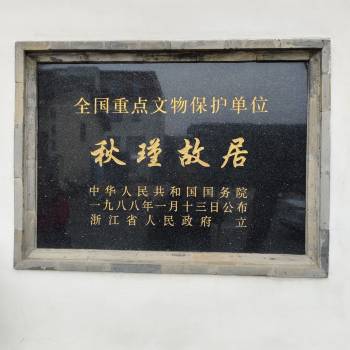 全国重点文物保护单位
秋瑾故居
中华人民共和国国务院
一九八八年一月十三日公布
浙江省人民政府 立